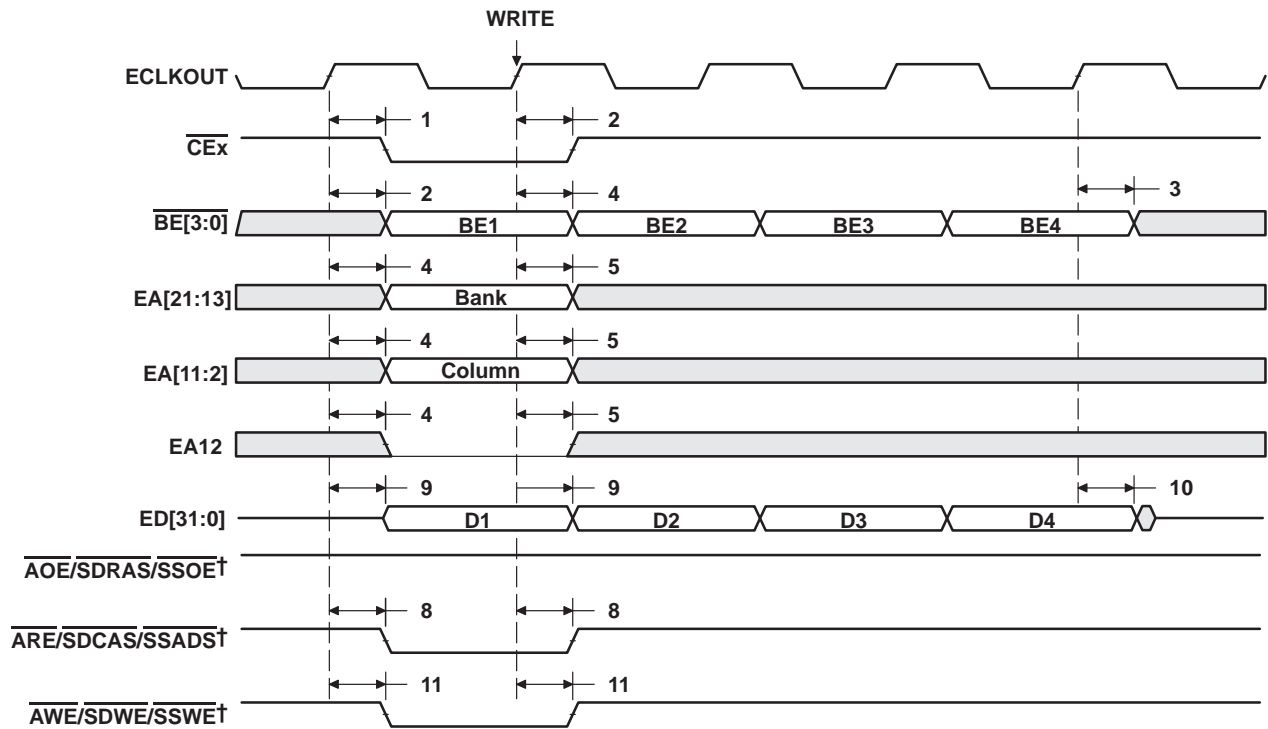 WRITE
ECLKOUT
1 2
CEx
2 4 3
BE[3:0] BE1 BE2 BE3 BE4
4 5
EA[21:13] Bank
4 5
EA[11:2] Column
4 5
EA12
9 9 10
ED[31:0] D1 D2 D3 D4
AOE/SDRAS/SSOE†
8 8
ARE/SDCAS/SSADS†
11 11
AWE/SDWE/SSWE†